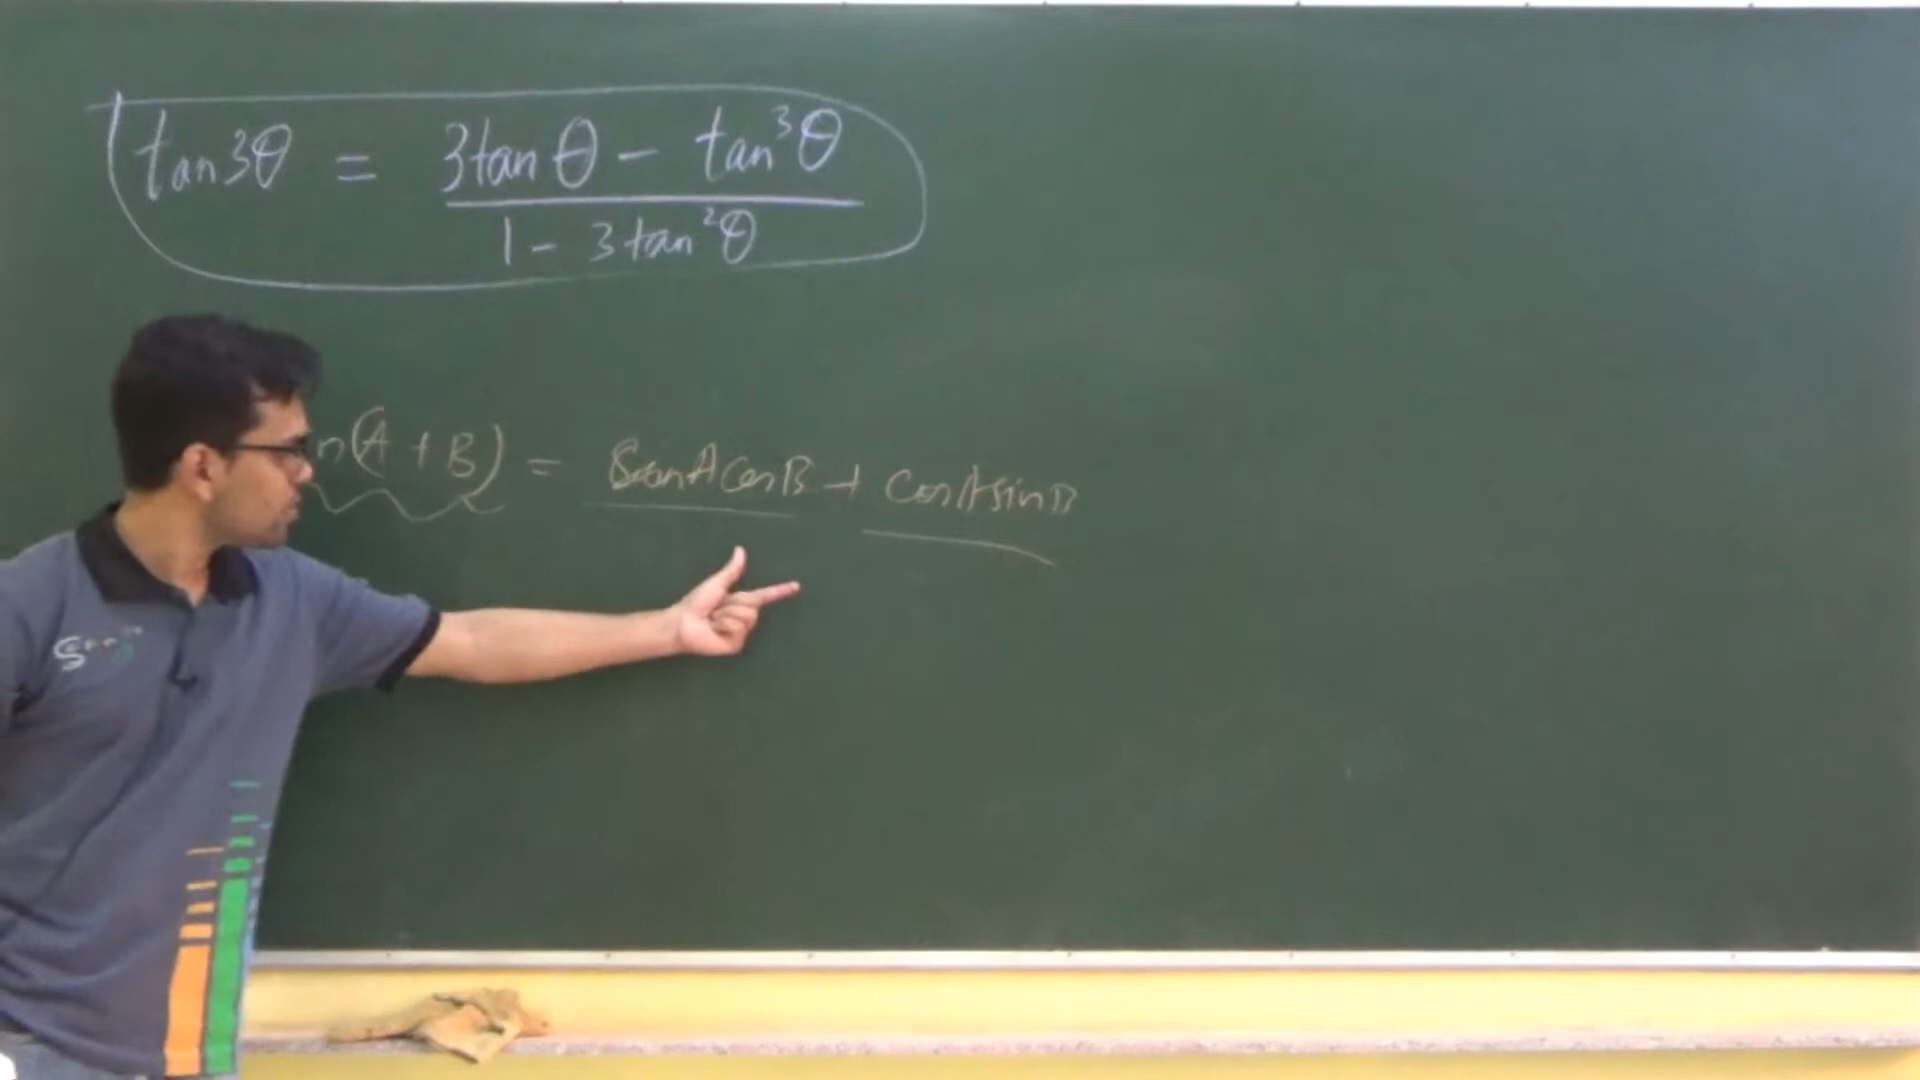 tan3θ = 3tanθ - tan³θ
1 - 3tan²θ
n(A + B) = SinAcosB + cosAsinB